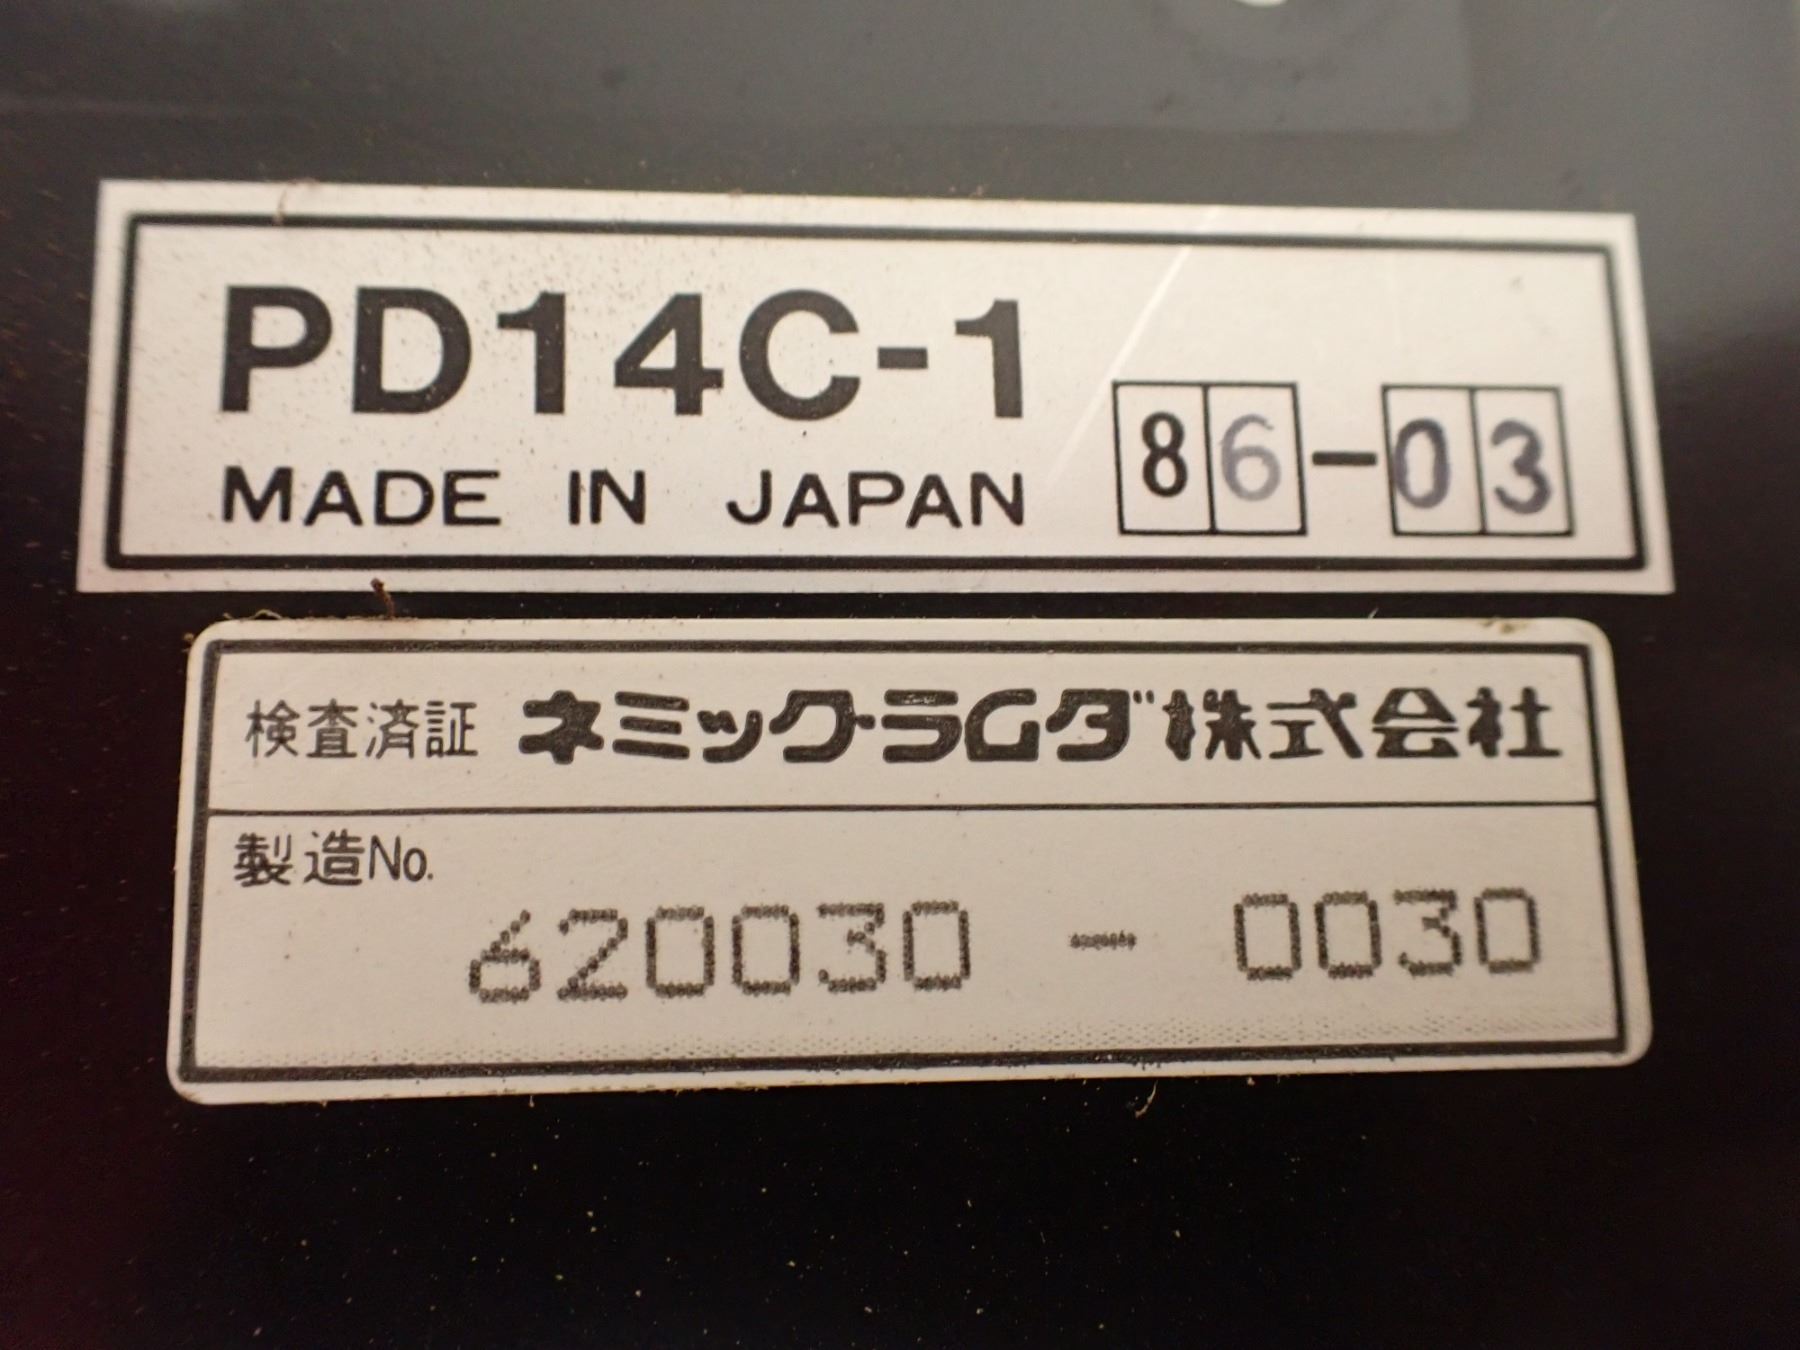 PD14C-1
MADE IN JAPAN 86-03
検査済証 ネミック・ラムダ株式会社
製造No.
620030 - 0030